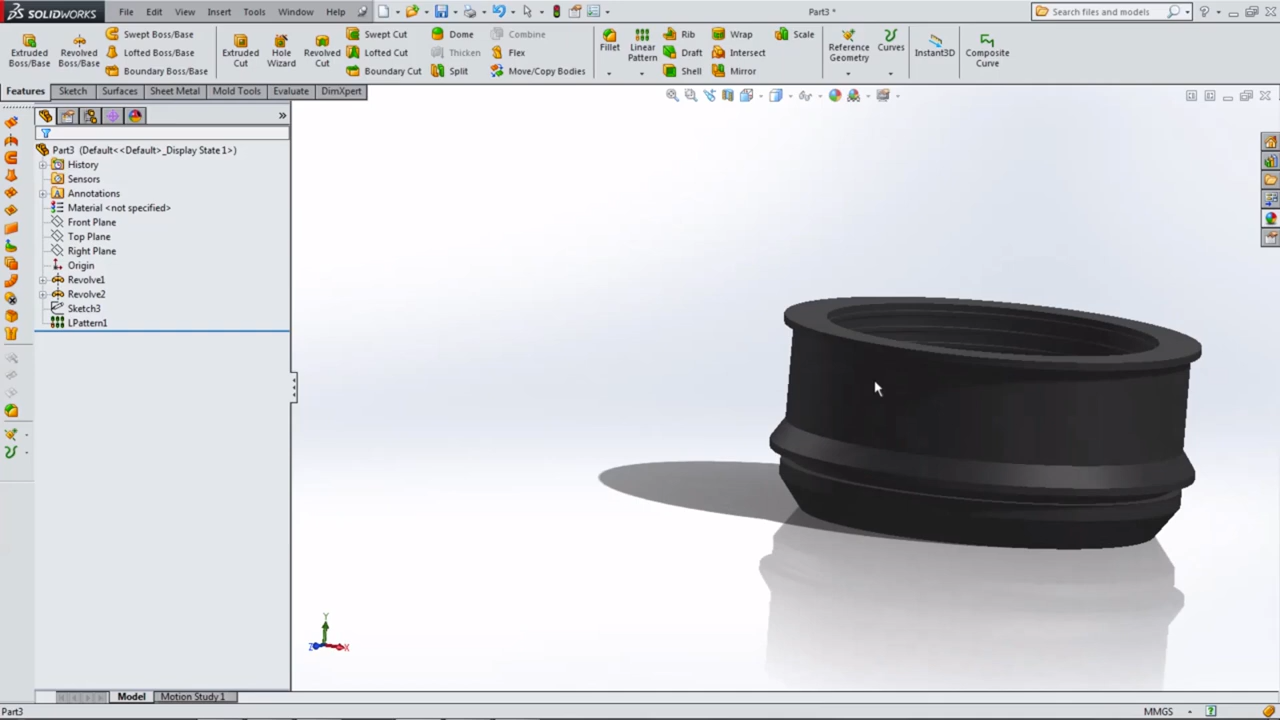 SOLIDWORKS File Edit View Insert Tools Window Help Part3 * Search files and models
Extruded Boss/Base Revolved Boss/Base Swept Boss/Base Lofted Boss/Base Boundary Boss/Base Extruded Cut Hole Wizard Revolved Cut Swept Cut Lofted Cut Boundary Cut Dome Thicken Split Combine Flex Move/Copy Bodies Fillet Linear Pattern Rib Draft Shell Wrap Intersect Mirror Scale Reference Geometry Curves Instant3D Composite Curve
Features Sketch Surfaces Sheet Metal Mold Tools Evaluate DimXpert
Part3 (Default<<Default>_Display State 1>)
History
Sensors
Annotations
Material <not specified>
Front Plane
Top Plane
Right Plane
Origin
Revolve1
Revolve2
Sketch3
LPattern1
Y
Z X
Model Motion Study 1
Part3 MMGS